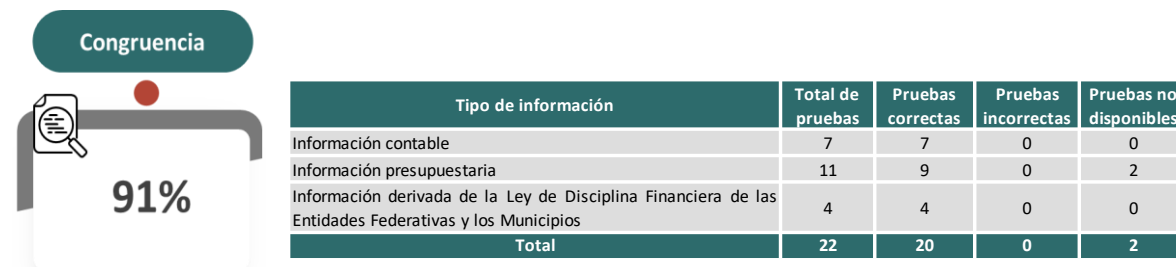 Congruencia
91%
Tipo de información
Total de
pruebas
Pruebas
correctas
Pruebas
incorrectas
Pruebas no
disponibles
Información contable 7 7 0 0
Información presupuestaria 11 9 0 2
Información derivada de la Ley de Disciplina Financiera de las
Entidades Federativas y los Municipios 4 4 0 0
Total 22 20 0 2